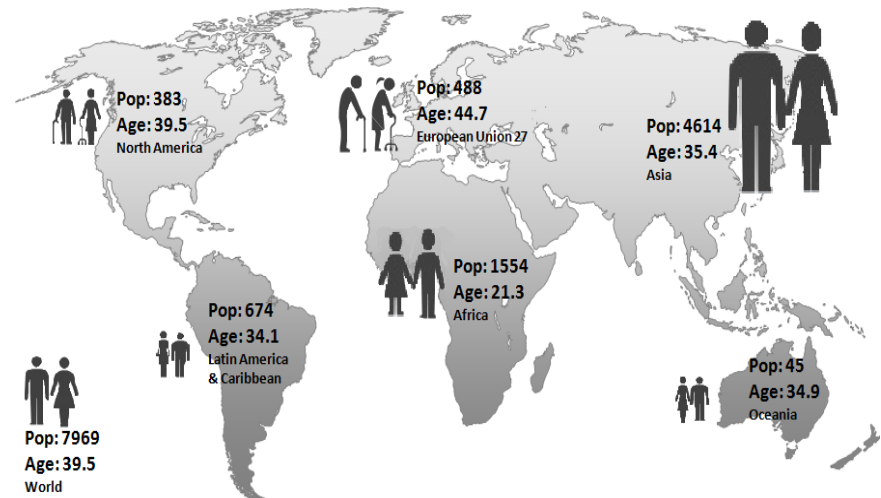 Pop: 383
Age: 39.5
North America
Pop: 488
Age: 44.7
European Union 27
Pop: 4614
Age: 35.4
Asia
Pop: 1554
Age: 21.3
Africa
Pop: 674
Age: 34.1
Latin America
& Caribbean
Pop: 45
Age: 34.9
Oceania
Pop: 7969
Age: 39.5
World